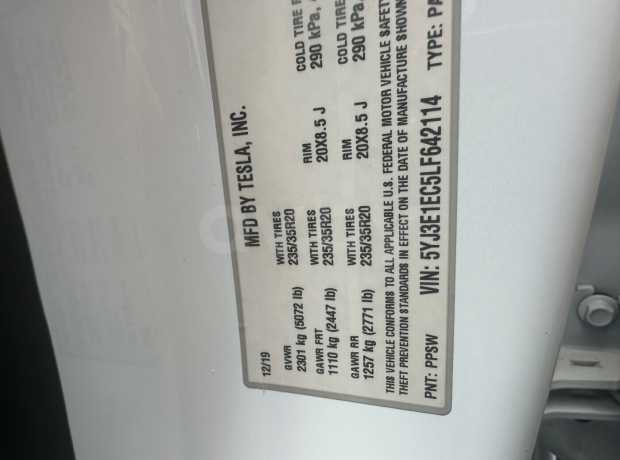 MFD BY TESLA, INC.
12/19
GVWR
2301 kg (5072 lb)
GAWR FRT
1110 kg (2447 lb)
WITH TIRES
235/35R20
RIM
20X8.5 J
COLD TIRE
290 kPa,
GAWR RR
1257 kg (2771 lb)
WITH TIRES
235/35R20
WITH TIRES
235/35R20
RIM
20X8.5 J
COLD TIRE
290 kPa,
THIS VEHICLE CONFORMS TO ALL APPLICABLE U.S. FEDERAL MOTOR VEHICLE SAFETY
THEFT PREVENTION STANDARDS IN EFFECT ON THE DATE OF MANUFACTURE SHOWN
PNT: PPSW VIN: 5YJ3E1EC5LF642114 TYPE: PA